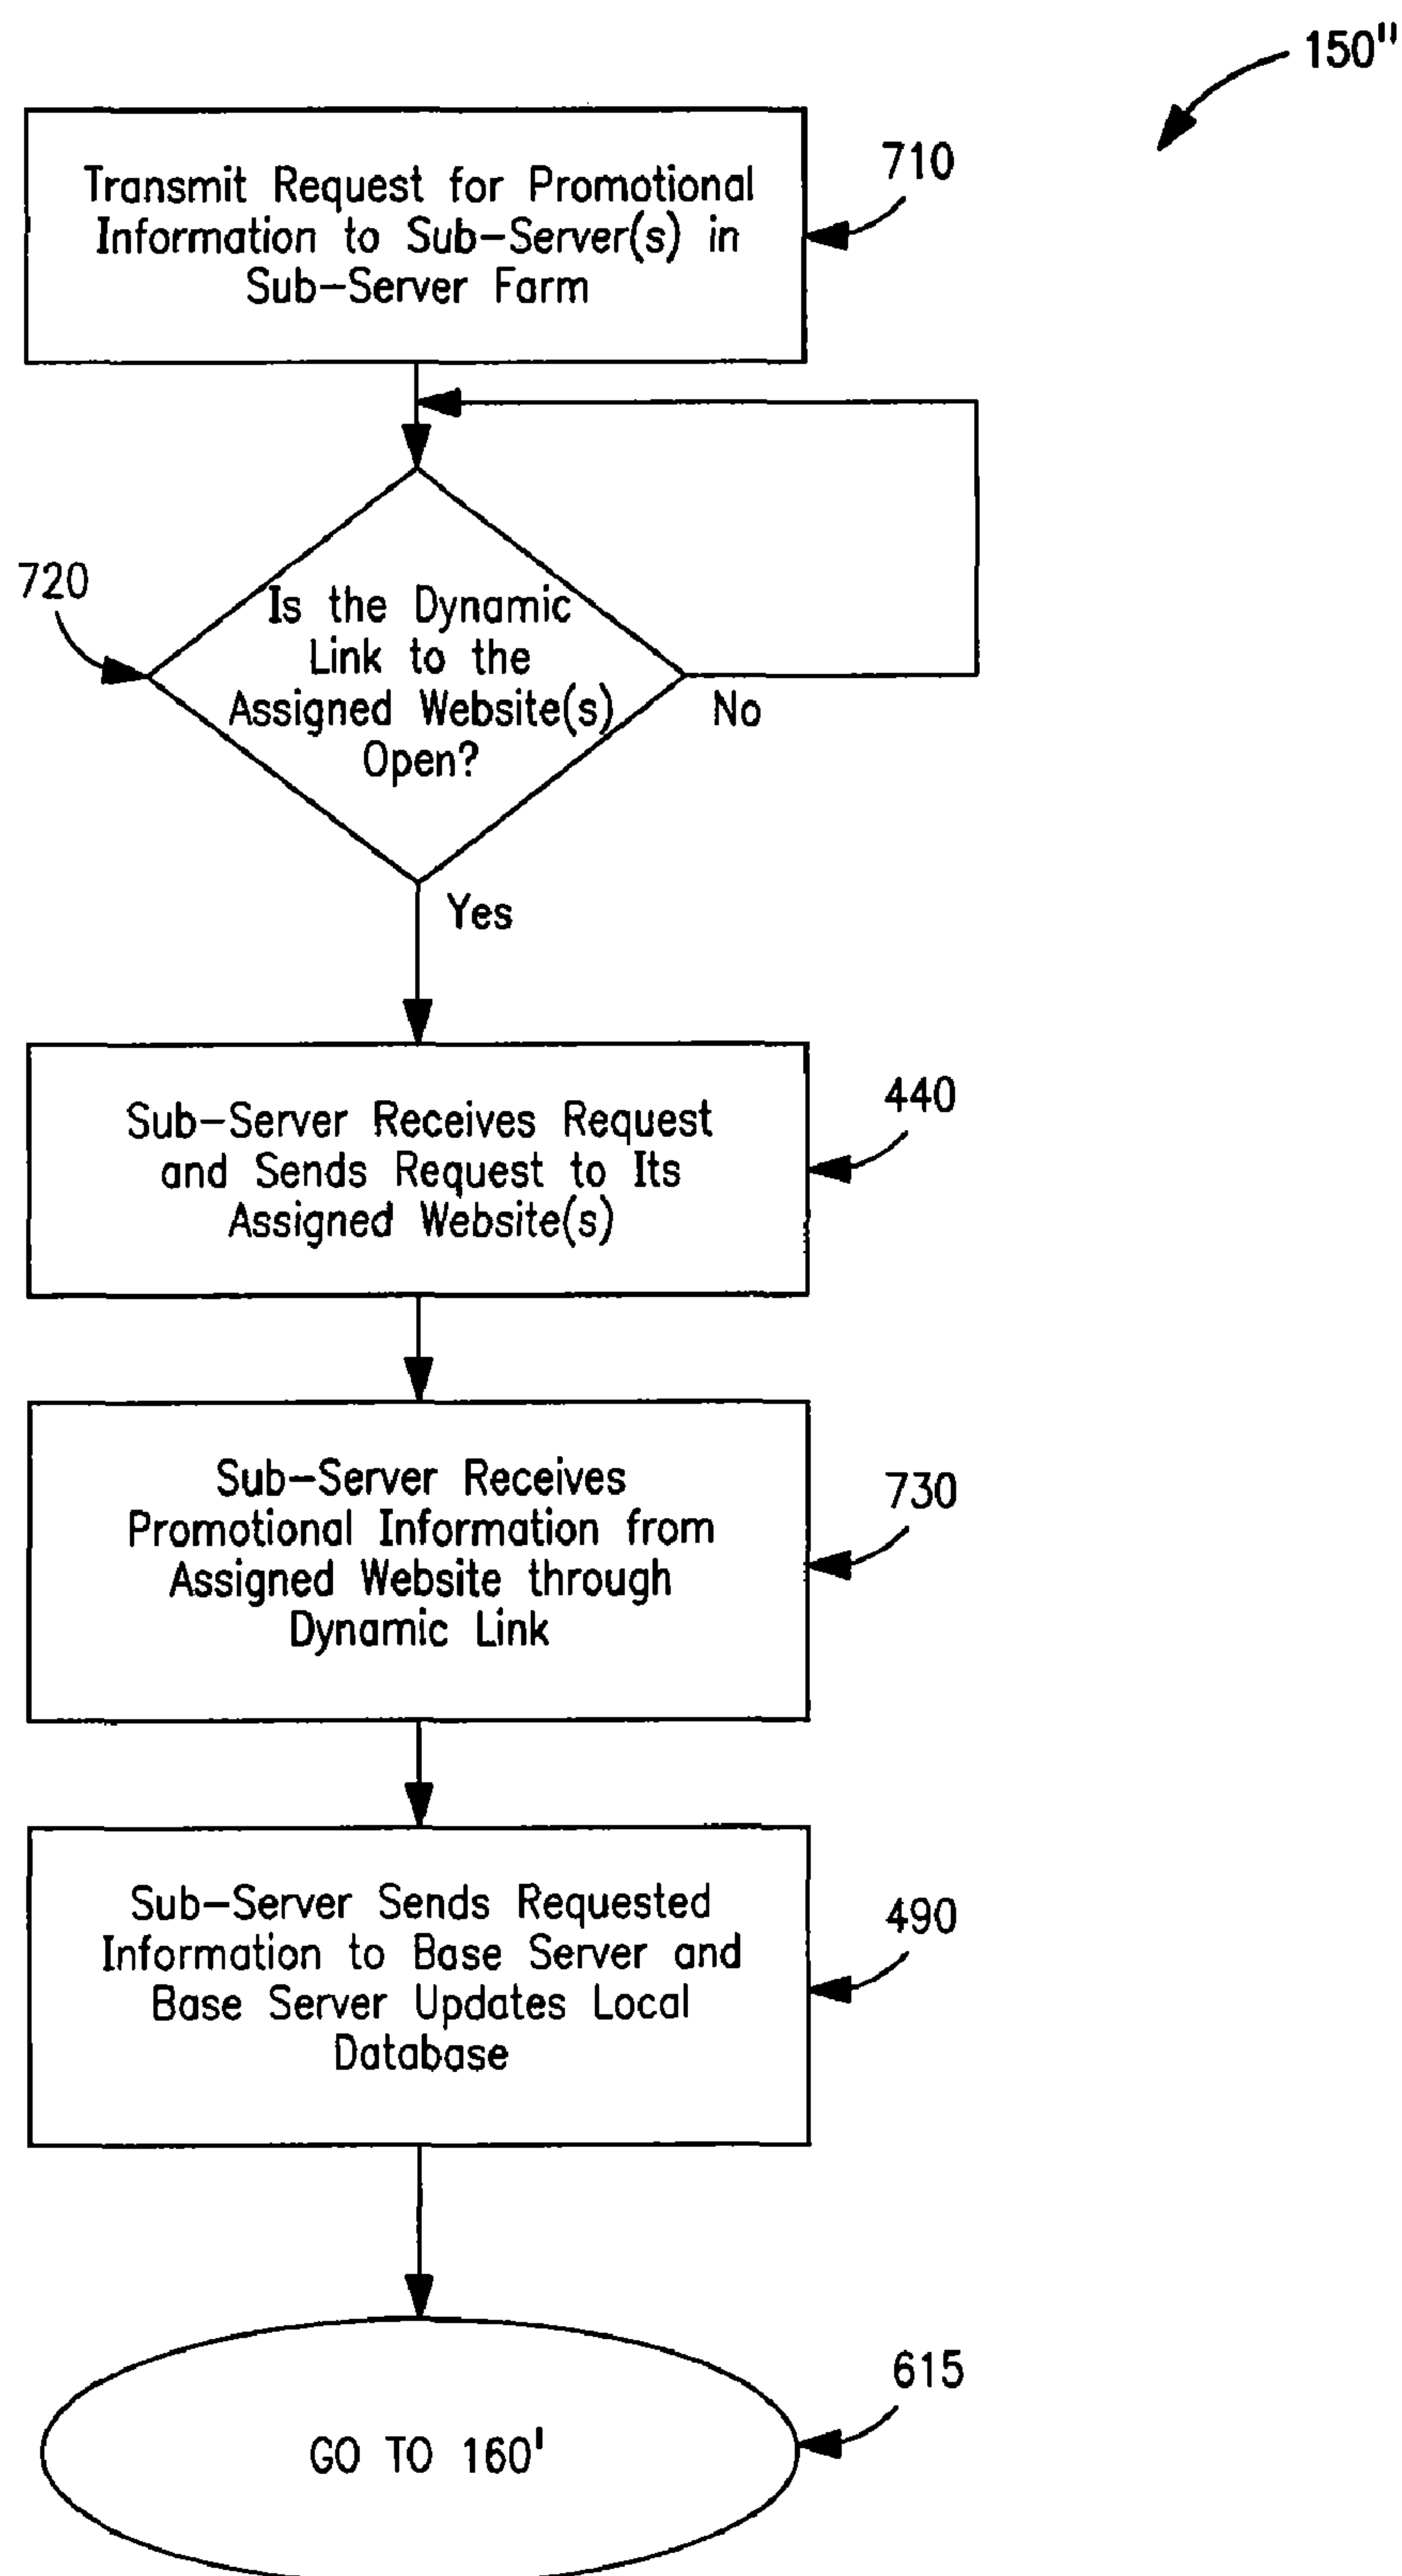 150"
Transmit Request for Promotional
Information to Sub-Server(s) in
Sub-Server Farm
710
720
Is the Dynamic
Link to the
Assigned Website(s)
Open?
No
Yes
Sub-Server Receives Request
and Sends Request to Its
Assigned Website(s)
440
Sub-Server Receives
Promotional Information from
Assigned Website through
Dynamic Link
730
Sub-Server Sends Requested
Information to Base Server and
Base Server Updates Local
Database
490
GO TO 160'
615